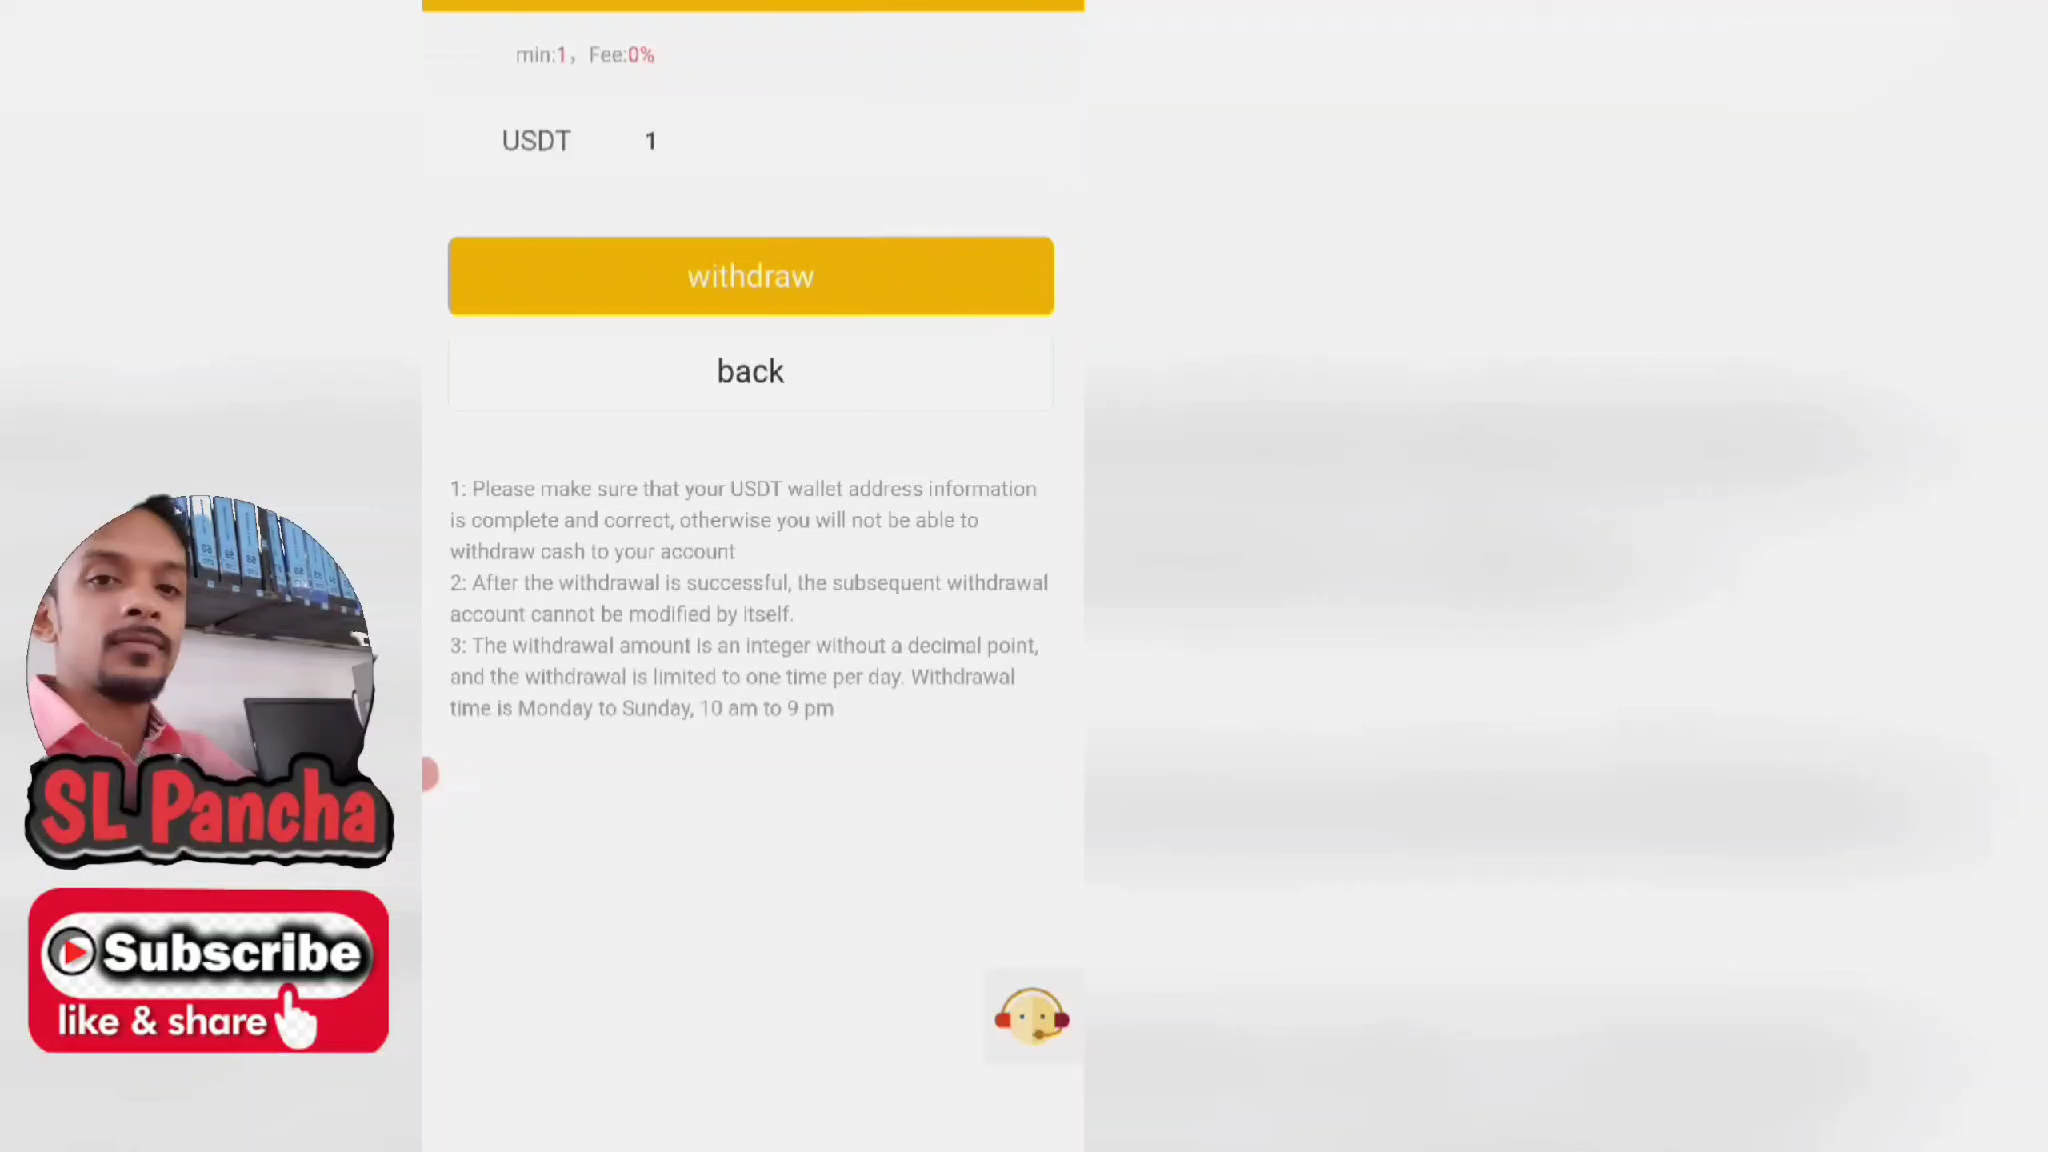 min:1, Fee:0%
USDT 1
withdraw
back
1: Please make sure that your USDT wallet address information
is complete and correct, otherwise you will not be able to
withdraw cash to your account
2: After the withdrawal is successful, the subsequent withdrawal
account cannot be modified by itself.
3: The withdrawal amount is an integer without a decimal point,
and the withdrawal is limited to one time per day. Withdrawal
time is Monday to Sunday, 10 am to 9 pm
SL Pancha
Subscribe
like & share